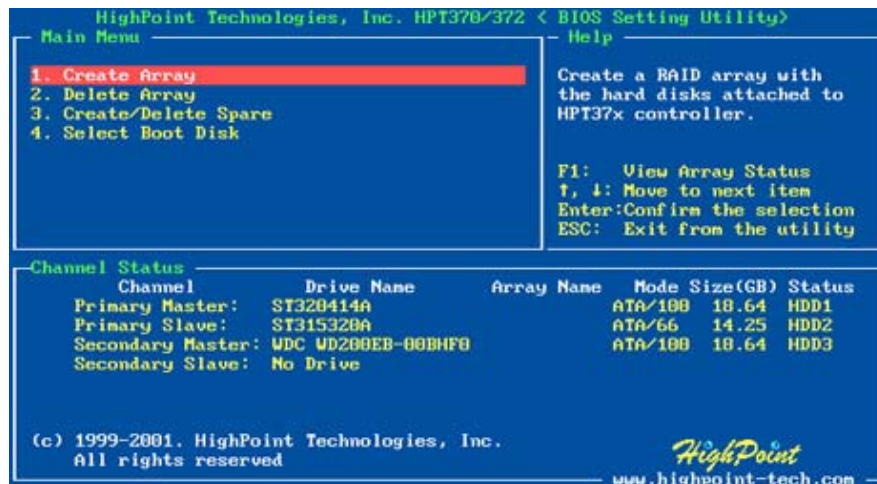 HighPoint Technologies, Inc. HPT370/372 < BIOS Setting Utility>
Main Menu
1. Create Array
2. Delete Array
3. Create/Delete Spare
4. Select Boot Disk
Help
Create a RAID array with
the hard disks attached to
HPT37x controller.
F1: View Array Status
↑, ↓: Move to next item
Enter:Confirm the selection
ESC: Exit from the utility
Channel Status
Channel Drive Name Array Name Mode Size(GB) Status
Primary Master: ST320414A ATA/100 18.64 HDD1
Primary Slave: ST315320A ATA/66 14.25 HDD2
Secondary Master: WDC WD200EB-00BHF0 ATA/100 18.64 HDD3
Secondary Slave: No Drive
(c) 1999-2001. HighPoint Technologies, Inc.
All rights reserved
HighPoint
www.highpoint-tech.com